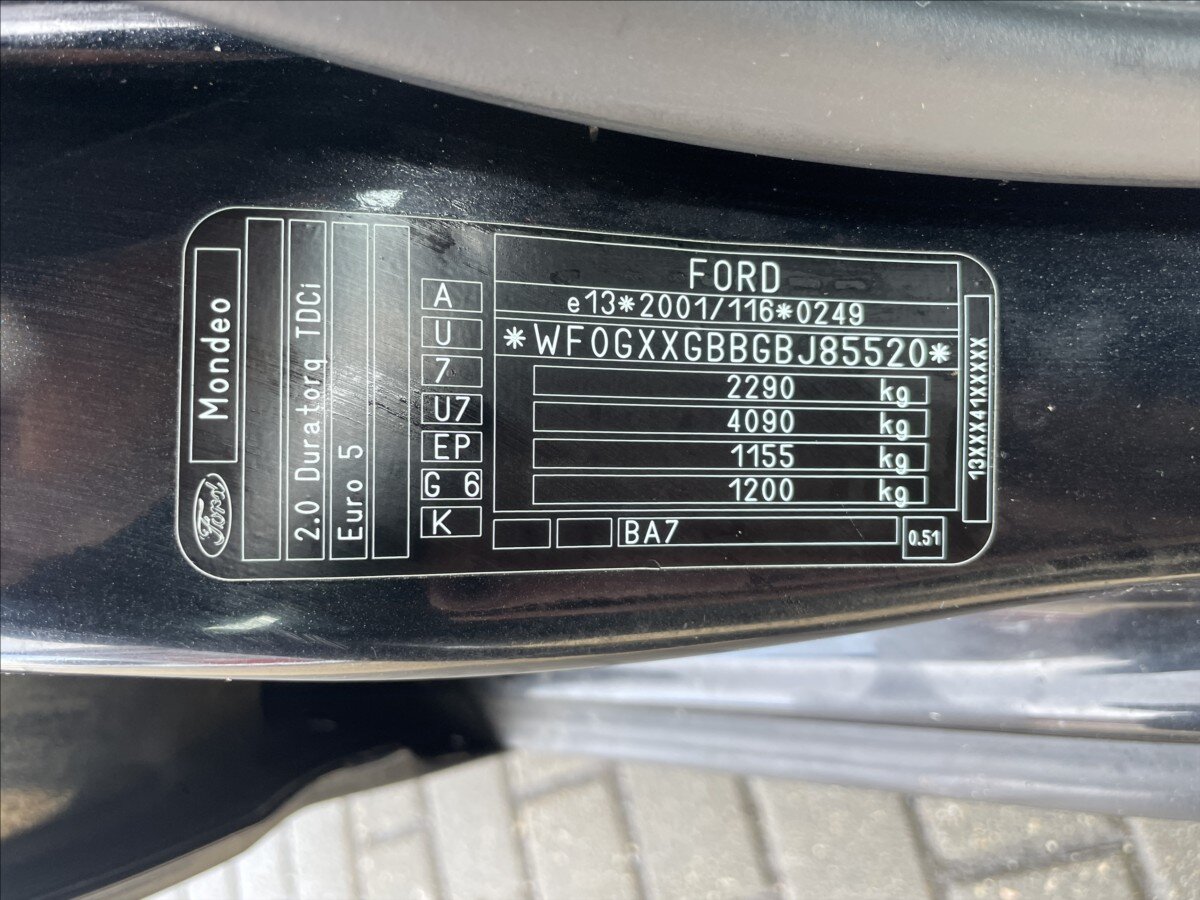 Ford
Mondeo
2.0 Duratorq TDCi
Euro 5
A
U
7
U7
EP
G 6
K
FORD
e13*2001/116*0249
*WF0GXXGBBGBJ85520*
2290 kg
4090 kg
1155 kg
1200 kg
BA7
0.51
13XXX41XXXXX